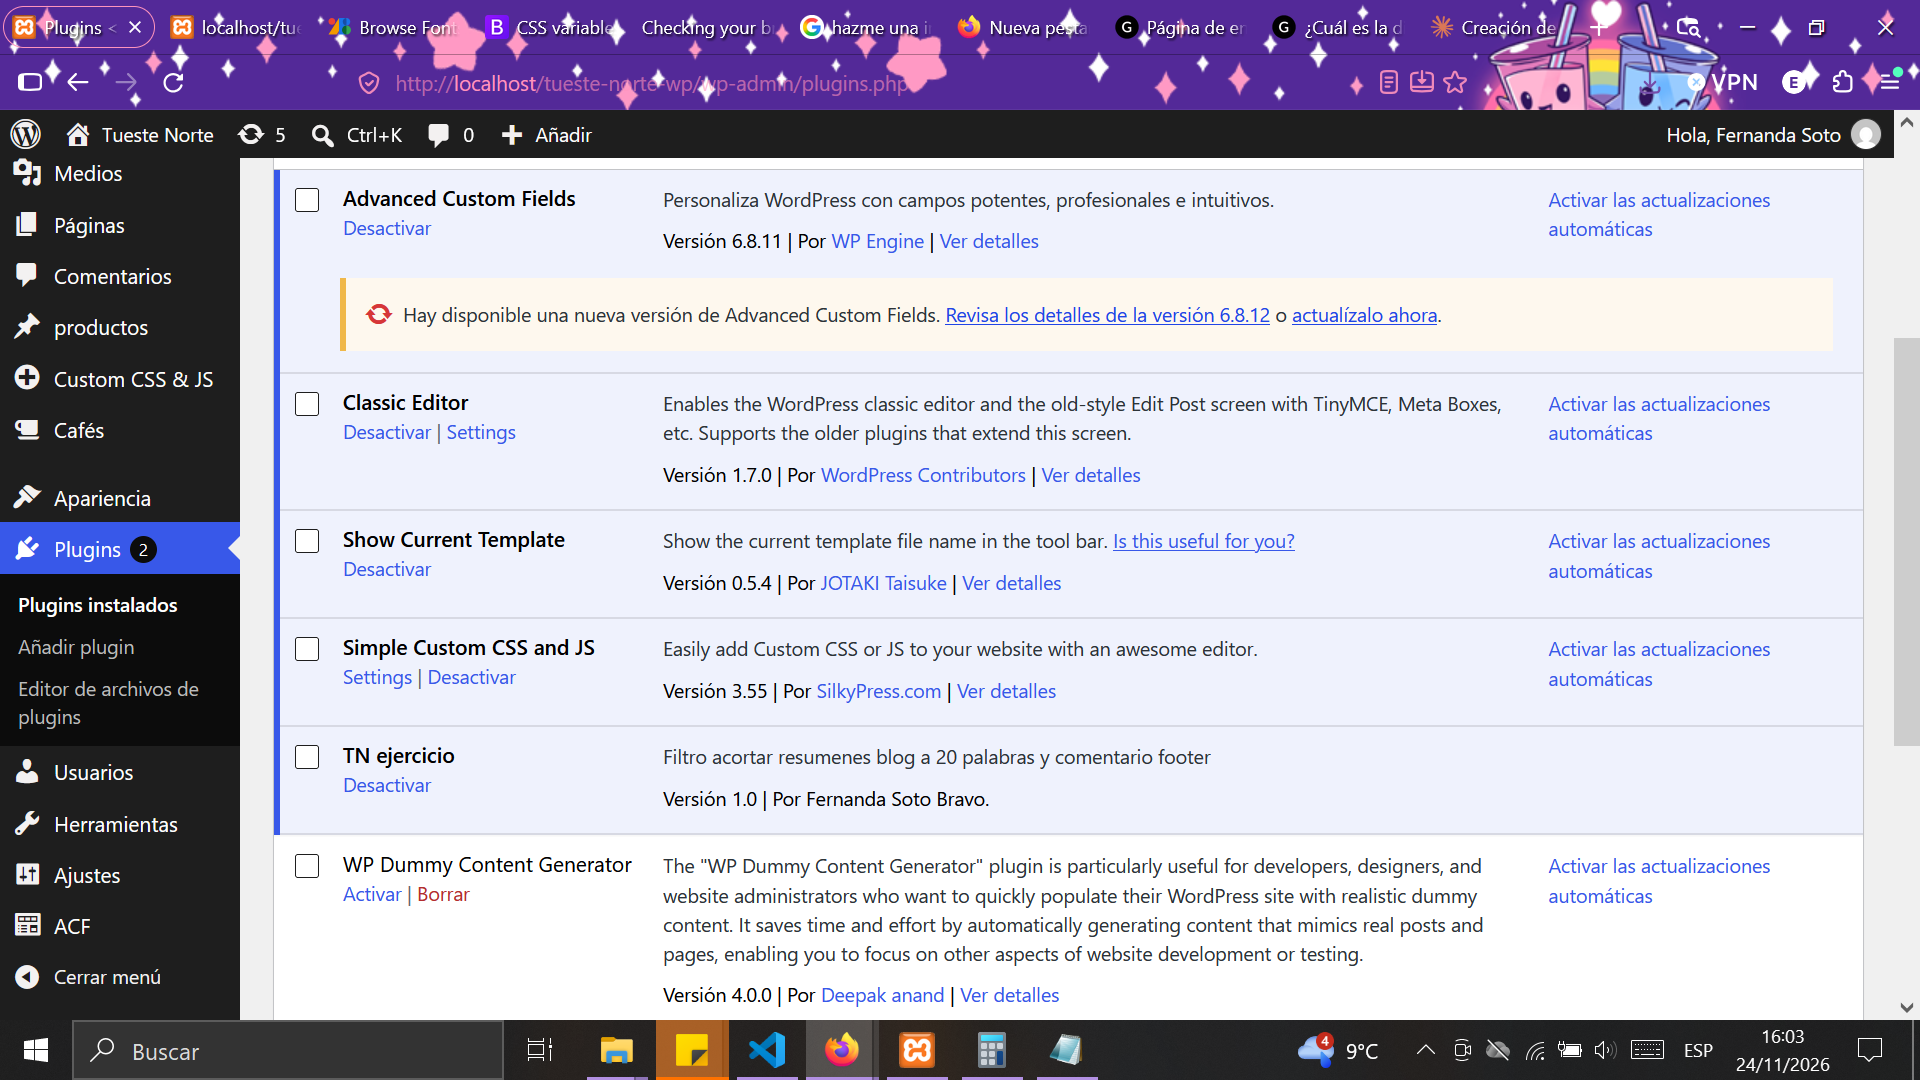 Plugins <
localhost/tue
Browse Font
CSS variable
Checking your b
hazme una i
Nueva pesta
Página de er
¿Cuál es la d
Creación de
http://localhost/tueste-norte-wp/wp-admin/plugins.php
VPN
E
Tueste Norte
5
Ctrl+K
0
Añadir
Hola, Fernanda Soto
Medios
Páginas
Comentarios
productos
Custom CSS & JS
Cafés
Apariencia
Plugins 2
Plugins instalados
Añadir plugin
Editor de archivos de
plugins
Usuarios
Herramientas
Ajustes
ACF
Cerrar menú
Advanced Custom Fields
Desactivar
Personaliza WordPress con campos potentes, profesionales e intuitivos.
Versión 6.8.11 | Por WP Engine | Ver detalles
Activar las actualizaciones
automáticas
Hay disponible una nueva versión de Advanced Custom Fields. Revisa los detalles de la versión 6.8.12 o actualízalo ahora.
Classic Editor
Desactivar | Settings
Enables the WordPress classic editor and the old-style Edit Post screen with TinyMCE, Meta Boxes,
etc. Supports the older plugins that extend this screen.
Versión 1.7.0 | Por WordPress Contributors | Ver detalles
Activar las actualizaciones
automáticas
Show Current Template
Desactivar
Show the current template file name in the tool bar. Is this useful for you?
Versión 0.5.4 | Por JOTAKI Taisuke | Ver detalles
Activar las actualizaciones
automáticas
Simple Custom CSS and JS
Settings | Desactivar
Easily add Custom CSS or JS to your website with an awesome editor.
Versión 3.55 | Por SilkyPress.com | Ver detalles
Activar las actualizaciones
automáticas
TN ejercicio
Desactivar
Filtro acortar resumenes blog a 20 palabras y comentario footer
Versión 1.0 | Por Fernanda Soto Bravo.
WP Dummy Content Generator
Activar | Borrar
The "WP Dummy Content Generator" plugin is particularly useful for developers, designers, and
website administrators who want to quickly populate their WordPress site with realistic dummy
content. It saves time and effort by automatically generating content that mimics real posts and
pages, enabling you to focus on other aspects of website development or testing.
Versión 4.0.0 | Por Deepak anand | Ver detalles
Activar las actualizaciones
automáticas
Buscar
4
9°C
ESP
16:03
24/11/2026